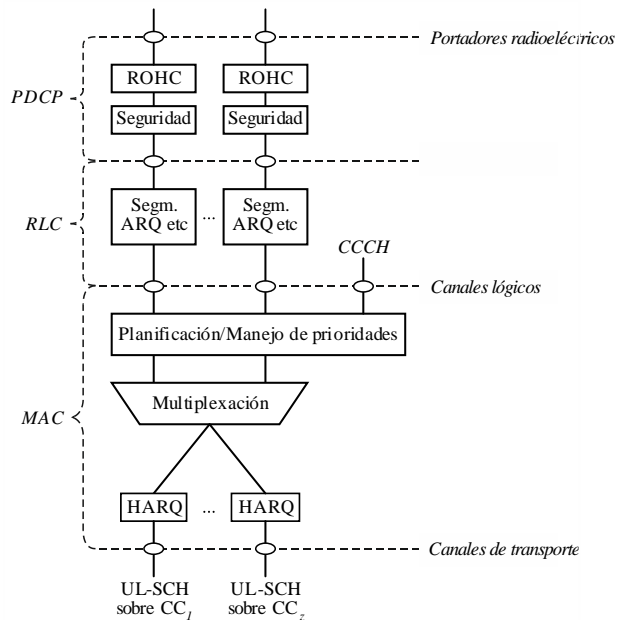 Portadores radioeléctricos
ROHC ROHC
PDCP
Seguridad Seguridad
Segm. ARQ etc ... Segm. ARQ etc
RLC
CCCH
Canales lógicos
Planificación/Manejo de prioridades
Multiplexación
MAC
HARQ ... HARQ
Canales de transporte
UL-SCH UL-SCH
sobre CC1 sobre CCz